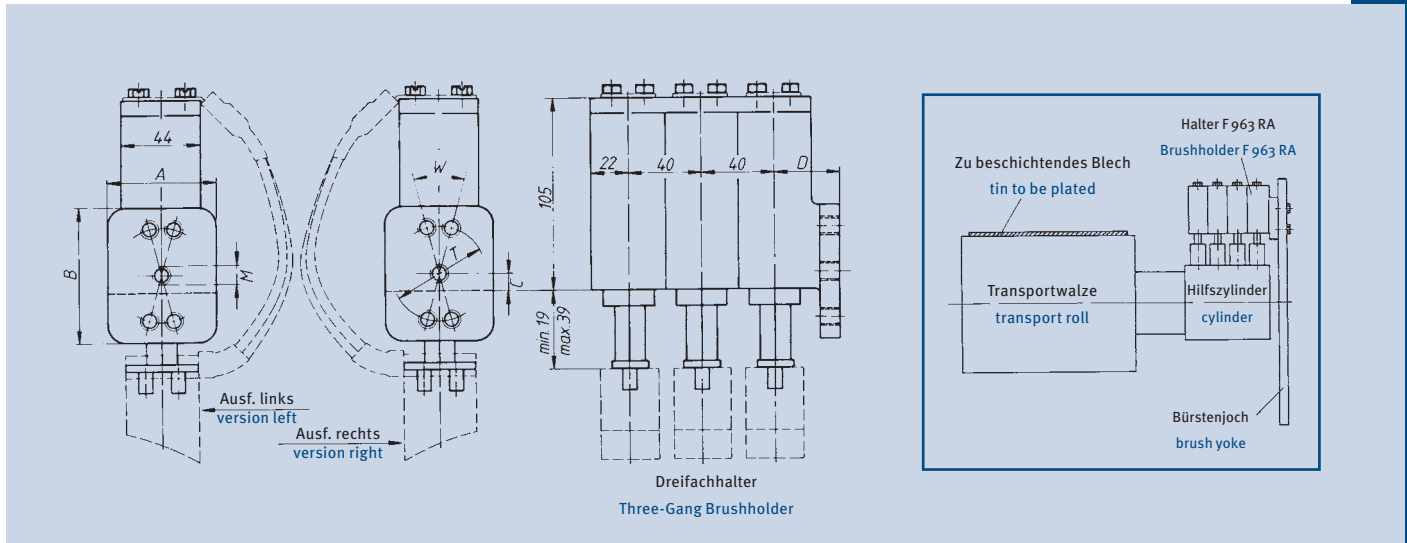 44
A
B
M
Ausf. links
version left
W
T
C
Ausf. rechts
version right
22
40
40
D
105
min. 19
max. 39
Dreifachhalter
Three-Gang Brushholder
Halter F 963 RA
Brushholder F 963 RA
Zu beschichtendes Blech
tin to be plated
Transportwalze
transport roll
Hilfszylinder
cylinder
Bürstenjoch
brush yoke